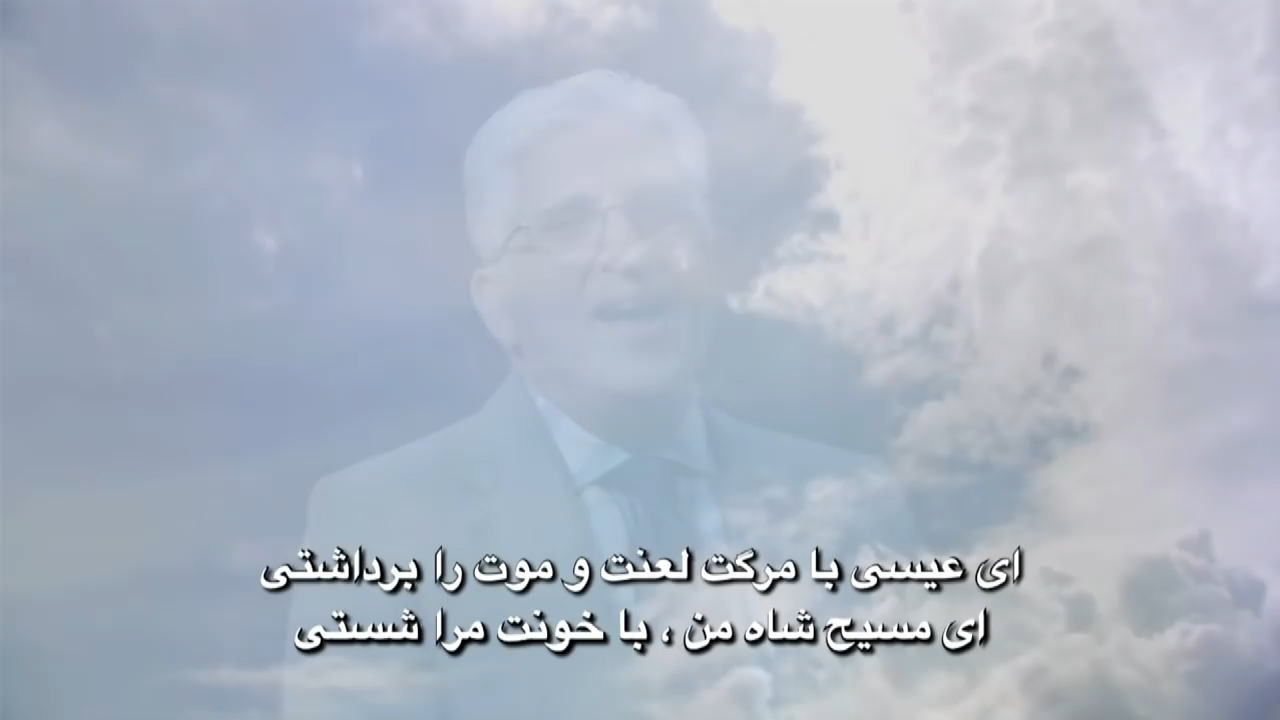 ای عیسی با مرگت لعنت و موت را برداشتی
ای مسیح شاه من ، با خونت مرا شستی